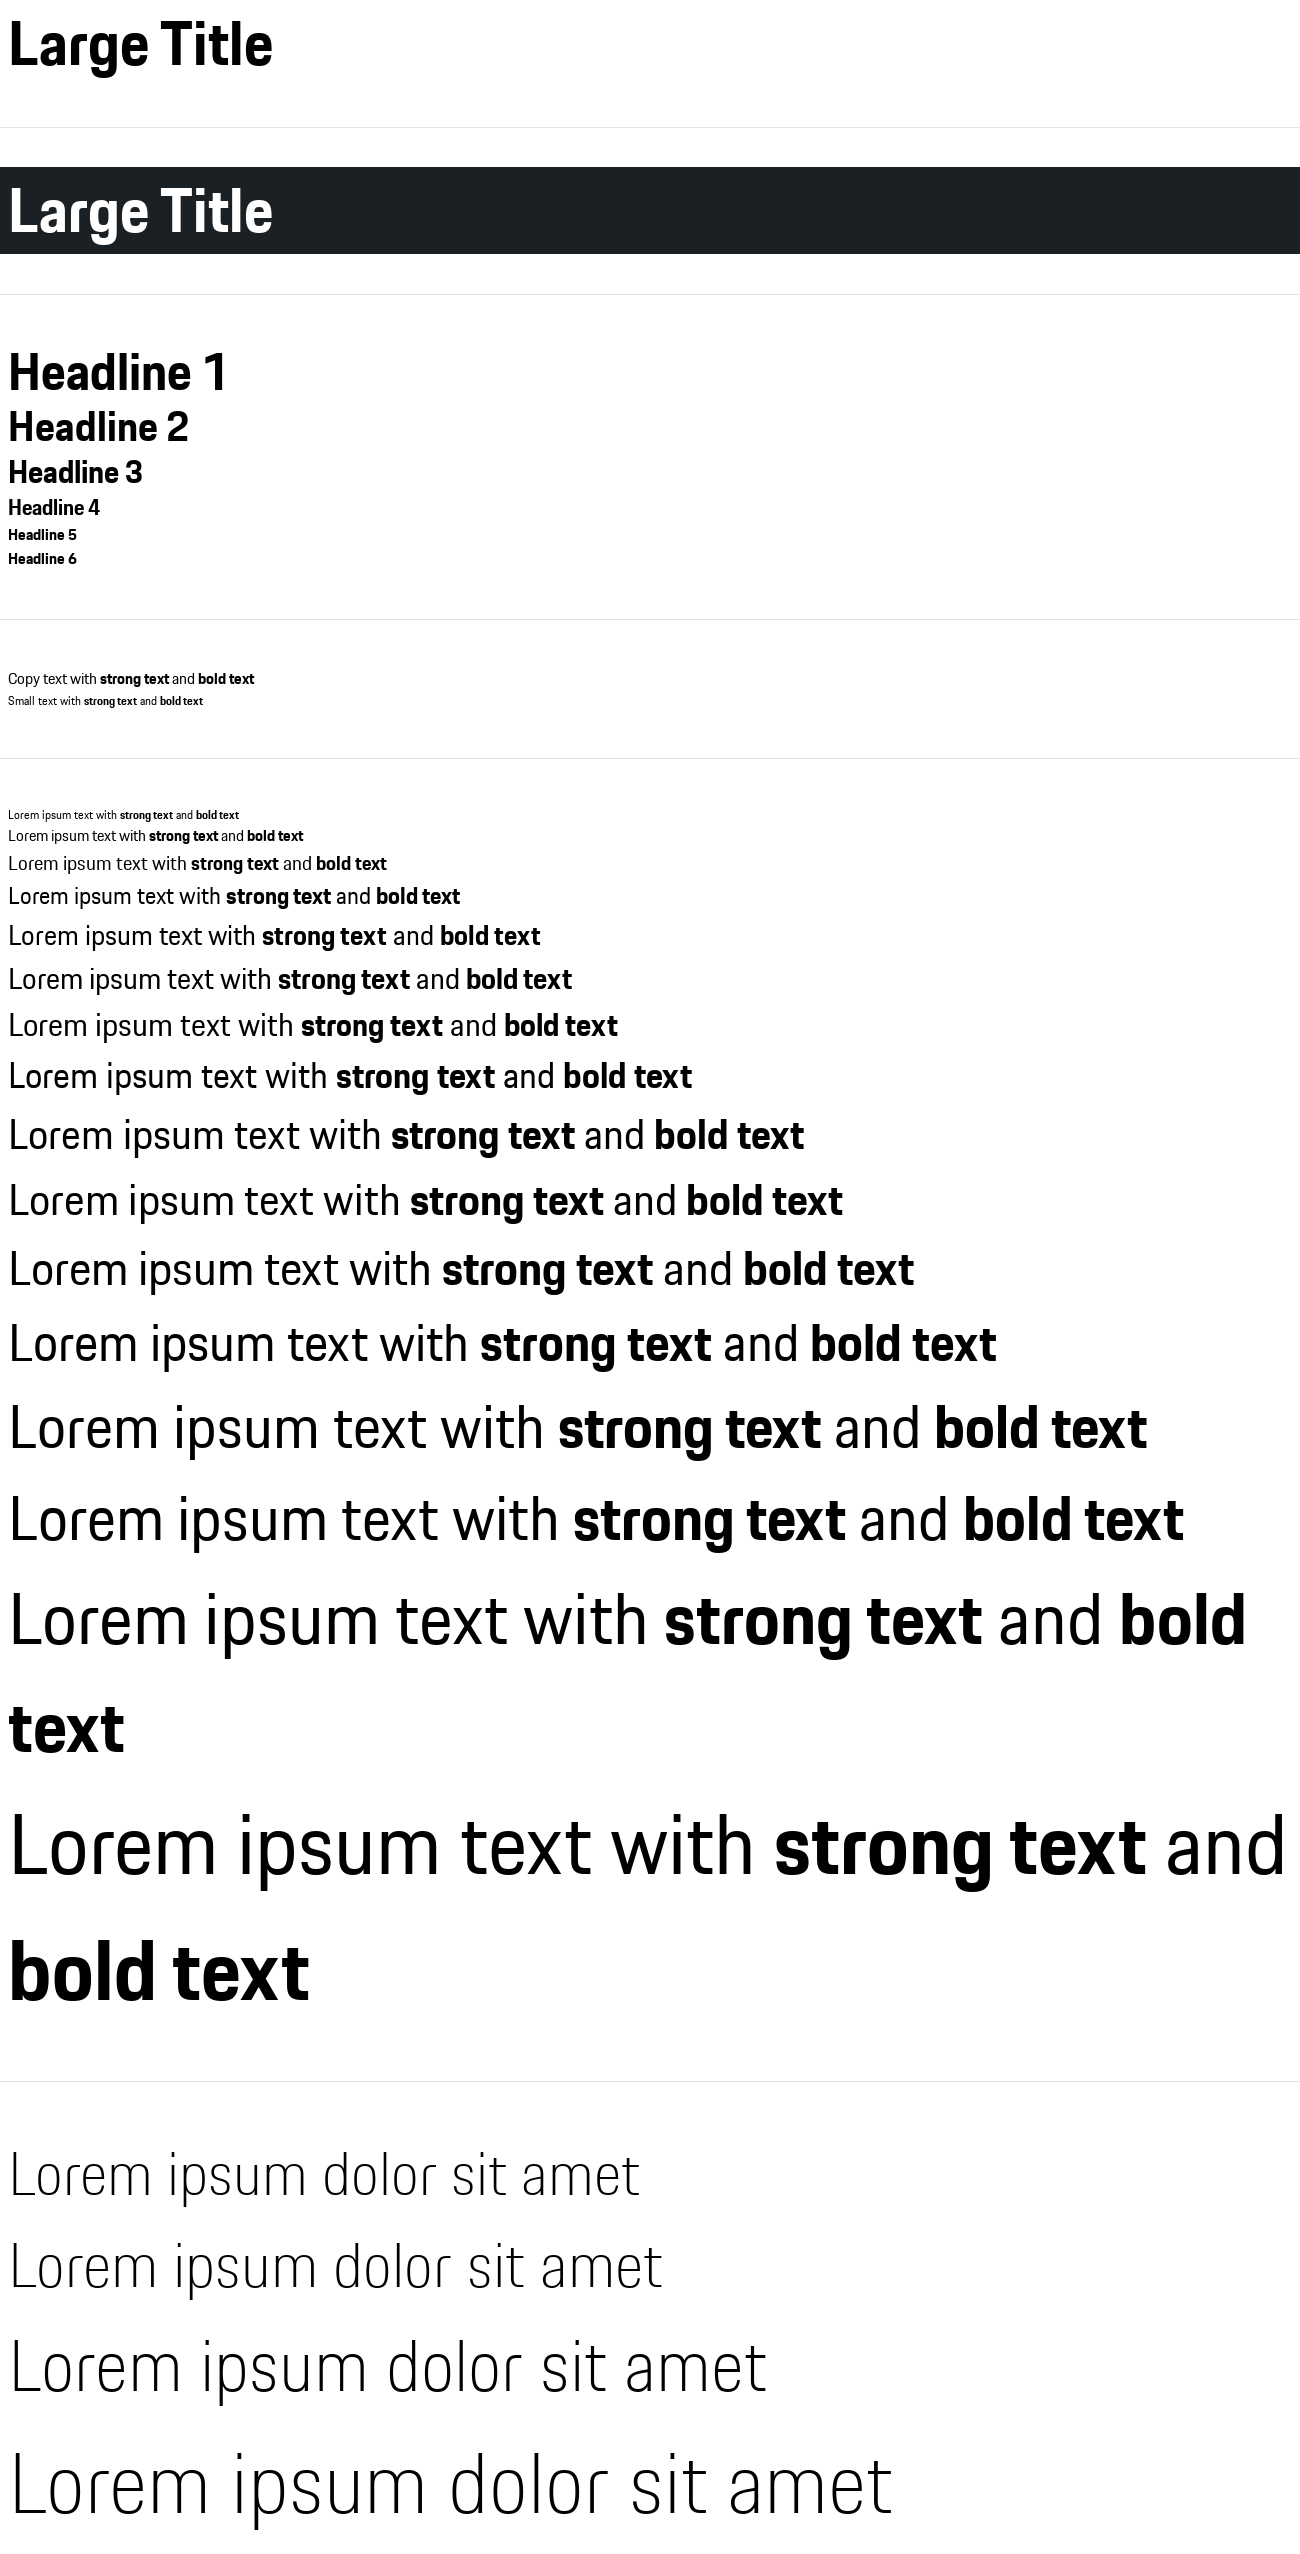 Large Title
Large Title
Headline 1
Headline 2
Headline 3
Headline 4
Headline 5
Headline 6
Copy text with strong text and bold text
Small text with strong text and bold text
Lorem ipsum text with strong text and bold text
Lorem ipsum text with strong text and bold text
Lorem ipsum text with strong text and bold text
Lorem ipsum text with strong text and bold text
Lorem ipsum text with strong text and bold text
Lorem ipsum text with strong text and bold text
Lorem ipsum text with strong text and bold text
Lorem ipsum text with strong text and bold text
Lorem ipsum text with strong text and bold text
Lorem ipsum text with strong text and bold text
Lorem ipsum text with strong text and bold text
Lorem ipsum text with strong text and bold text
Lorem ipsum text with strong text and bold text
Lorem ipsum text with strong text and bold text
Lorem ipsum text with strong text and bold
text
Lorem ipsum text with strong text and
bold text
Lorem ipsum dolor sit amet
Lorem ipsum dolor sit amet
Lorem ipsum dolor sit amet
Lorem ipsum dolor sit amet